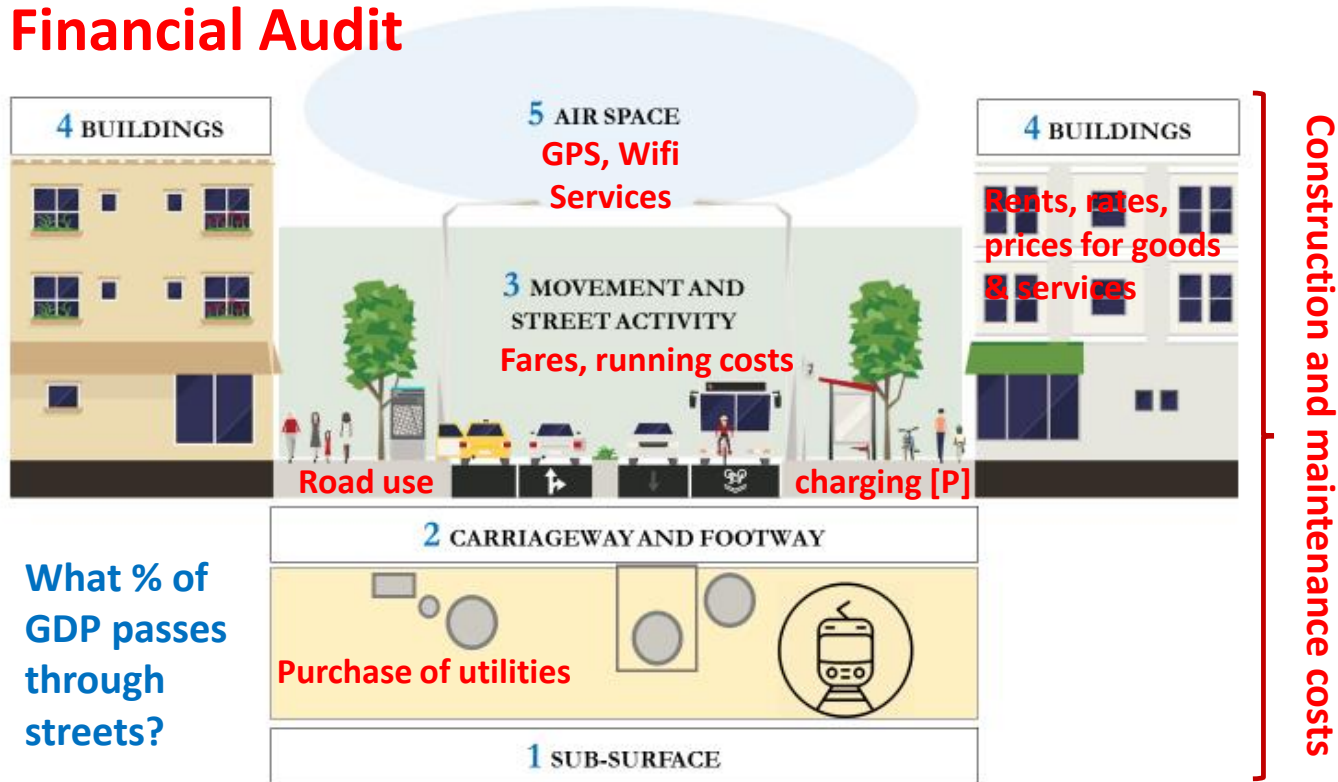 Financial Audit
4 BUILDINGS
5 AIR SPACE
GPS, Wifi
Services
4 BUILDINGS
Rents, rates,
prices for goods
& services
3 MOVEMENT AND
STREET ACTIVITY
Fares, running costs
Road use
charging [P]
2 CARRIAGEWAY AND FOOTWAY
What % of
GDP passes
through
streets?
Purchase of utilities
1 SUB-SURFACE
Construction and maintenance costs